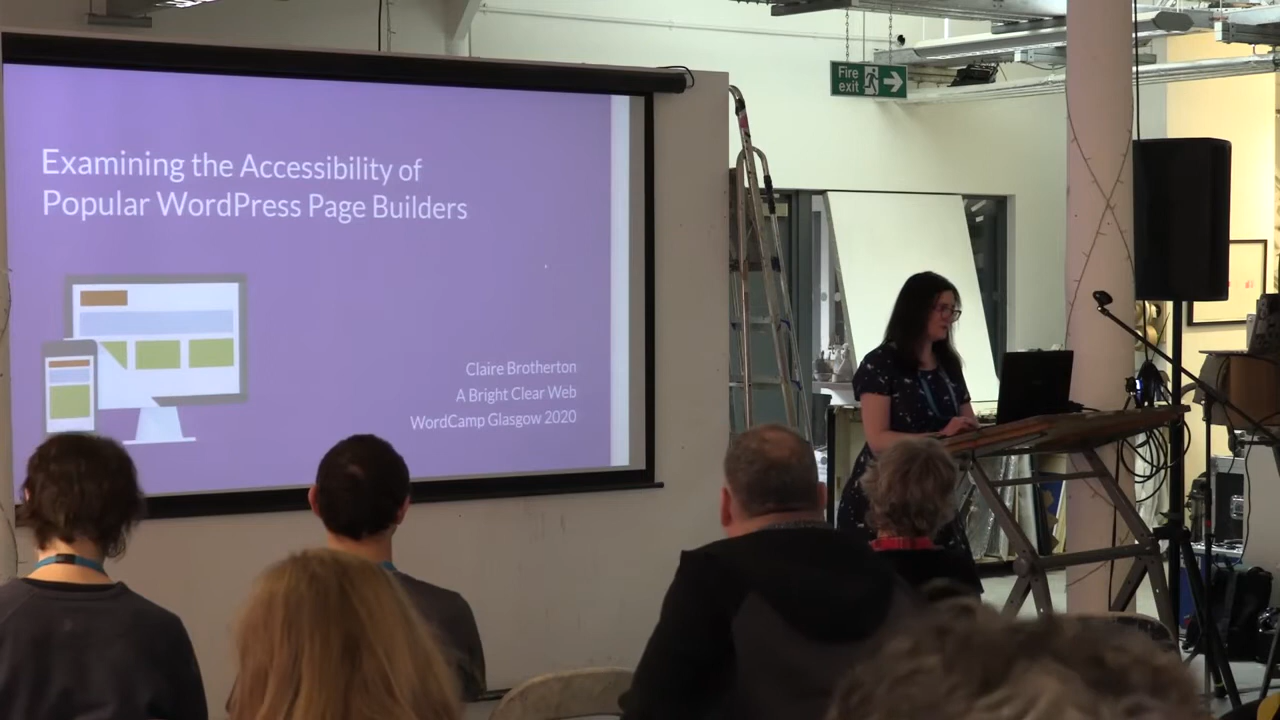 Examining the Accessibility of
Popular WordPress Page Builders
Claire Brotherton
A Bright Clear Web
WordCamp Glasgow 2020
Fire
exit